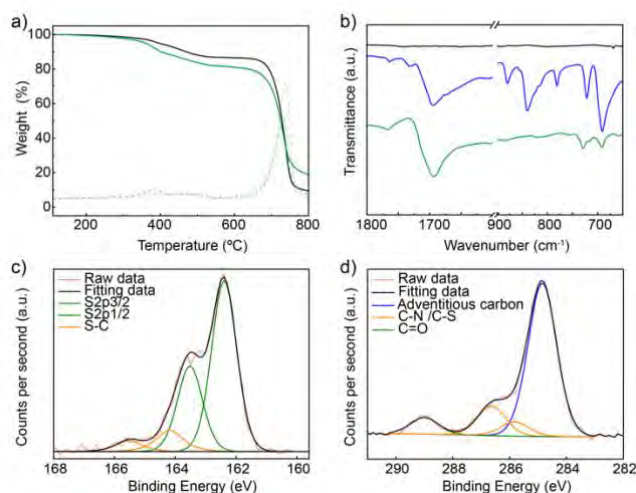 a)
100
80
60
40
20
0
Weight (%)
200 400 600 800
Temperature (ºC)
b)
Transmittance (a.u.)
1800 1700 900 800 700
Wavenumber (cm-1)
c)
Raw data
Fitting data
S2p3/2
S2p1/2
S-C
Counts per second (a.u.)
168 166 164 162 160
Binding Energy (eV)
d)
Raw data
Fitting data
Adventitious carbon
C-N /C-S
C=O
Counts per second (a.u.)
290 288 286 284 282
Binding Energy (eV)